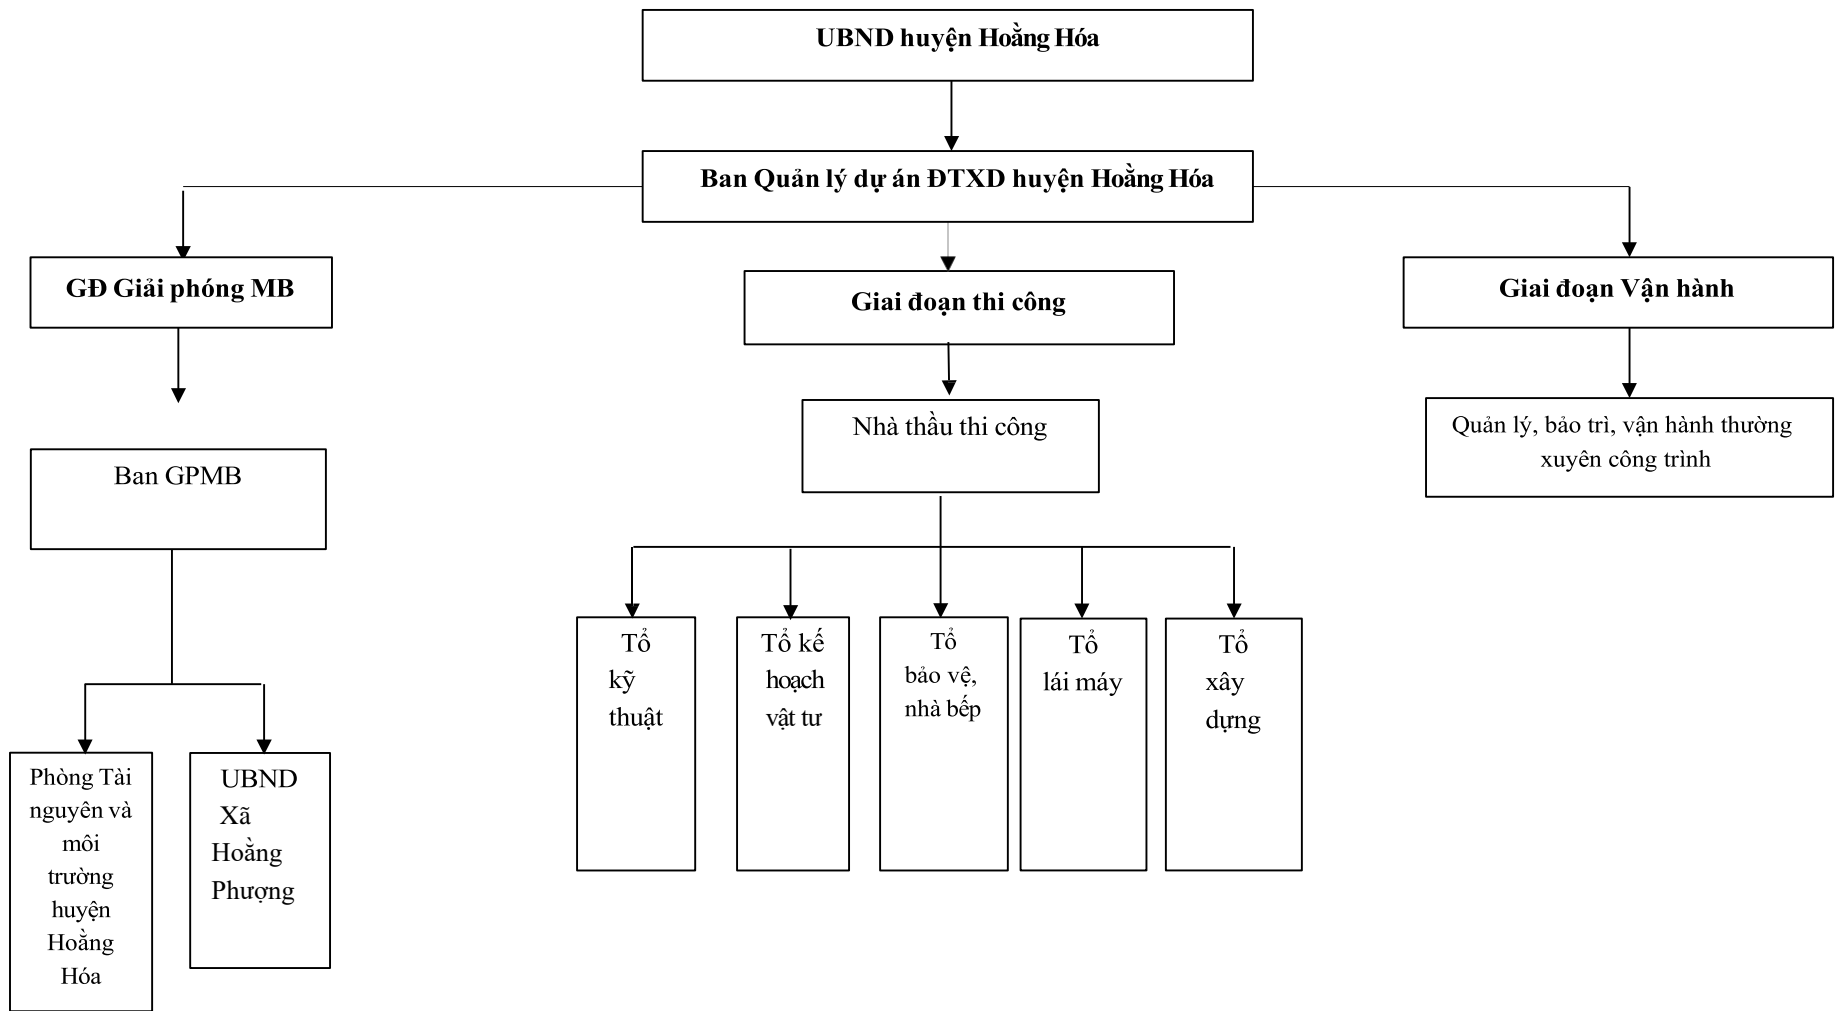 UBND huyện Hoằng Hóa
Ban Quản lý dự án ĐTXD huyện Hoằng Hóa
GĐ Giải phóng MB
Giai đoạn thi công
Giai đoạn Vận hành
Ban GPMB
Nhà thầu thi công
Quản lý, bảo trì, vận hành thường
xuyên công trình
Phòng Tài
nguyên và
môi
trường
huyện
Hoằng
Hóa
UBND
Xã
Hoằng
Phượng
Tổ
kỹ
thuật
Tổ kế
hoạch
vật tư
Tổ
bảo vệ,
nhà bếp
Tổ
lái máy
Tổ
xây
dựng